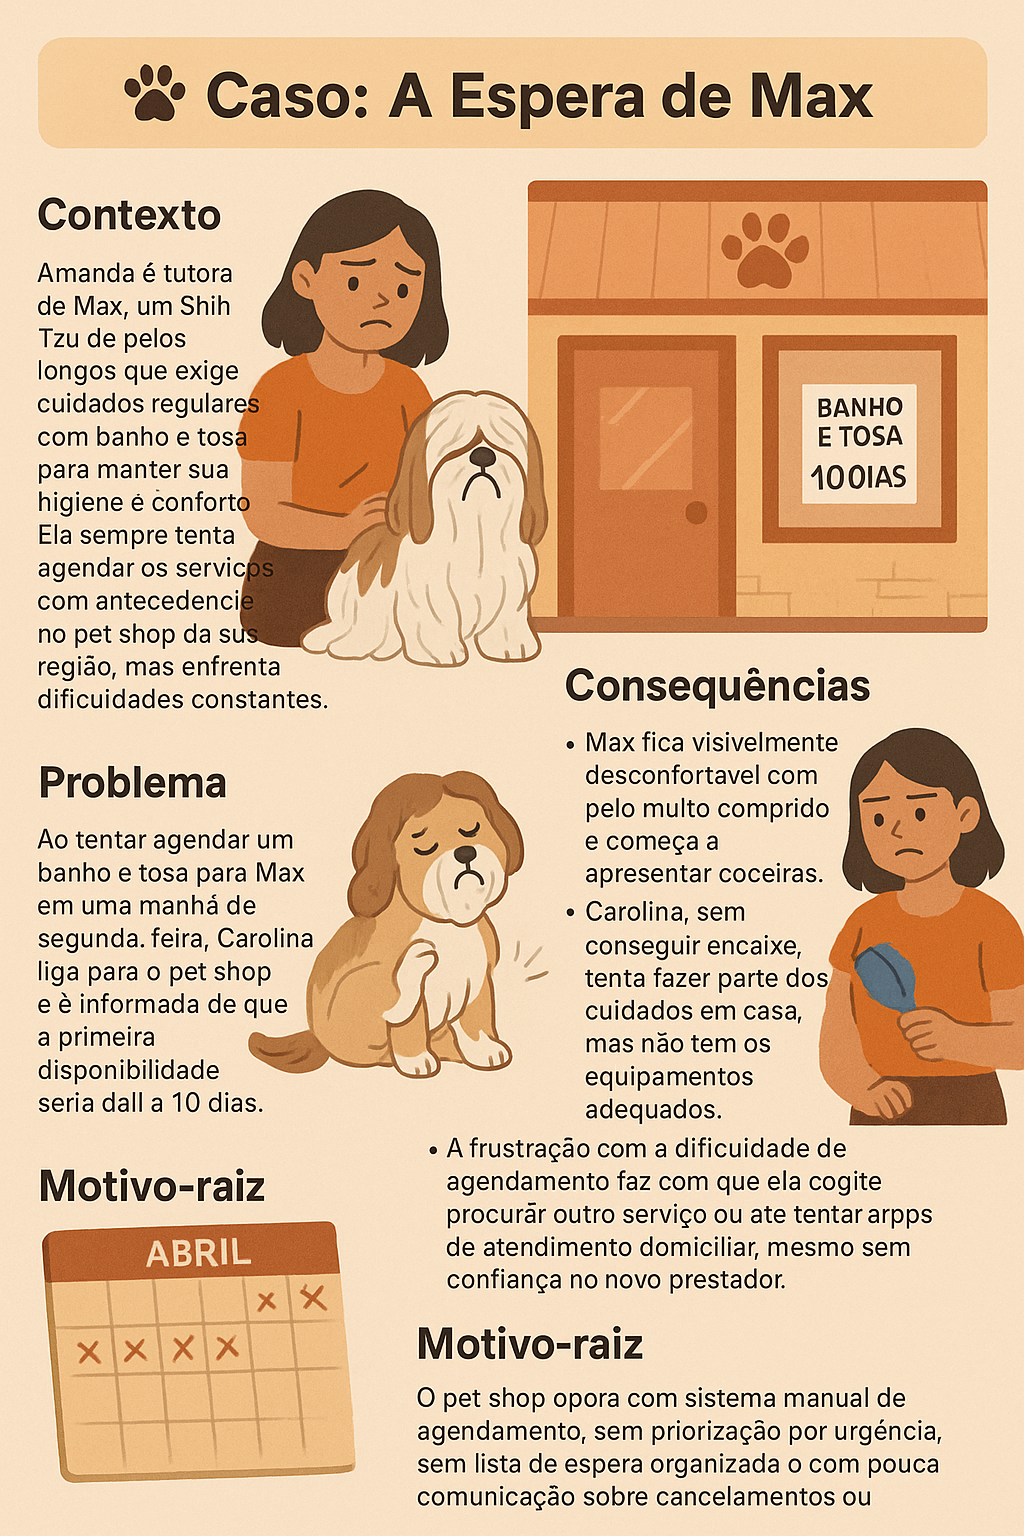 Caso: A Espera de Max
Contexto
Amanda é tutora
de Max, um Shih
Tzu de pelos
longos que exige
cuidados regulares
com banho e tosa
para manter sua
higiene e conforto
Ela sempre tenta
agendar os servicps
com antecedencie
no pet shop da sus
região, mas enfrenta
dificuidades constantes.
BANHO
E TOSA
10 0IAS
Problema
Ao tentar agendar um
banho e tosa para Max
em uma manhá de
segunda. feira, Carolina
liga para o pet shop
e è informada de que
a primeira
disponibilidade
seria dall a 10 dias.
Consequências
• Max fica visivelmente
desconfortavel com
pelo multo comprido
e começa a
apresentar coceiras.
• Carolina, sem
conseguir encaixe,
tenta fazer parte dos
cuidados em casa,
mas năo tem os
equipamentos
adequados.
• A frustração com a dificuidade de
agendamento faz com que ela cogite
procurār outro serviço ou ate tentar arpps
de atendimento domiciliar, mesmo sem
confiança no novo prestador.
Motivo-raiz
ABRIL
Motivo-raiz
O pet shop opora com sistema manual de
agendamento, sem priorização por urgéncia,
sem lista de espera organizada o com pouca
comunicação sobre cancelamentos ou